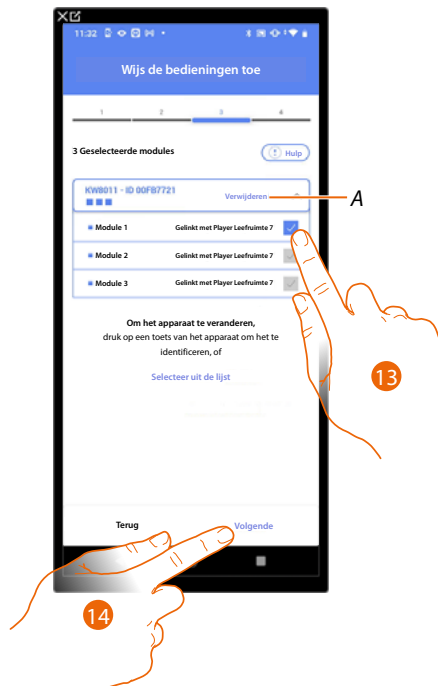 11:32
Wijs de bedieningen toe
1 2 3 4
3 Geselecteerde modules
Hulp
KW8011 - ID 00FB7721
Verwijderen
A
Module 1 Gelinkt met Player Leefruimte 7
Module 2 Gelinkt met Player Leefruimte 7
Module 3 Gelinkt met Player Leefruimte 7
Om het apparaat te veranderen,
druk op een toets van het apparaat om het te
identificeren, of
Selecteer uit de lijst
13
Terug
Volgende
14